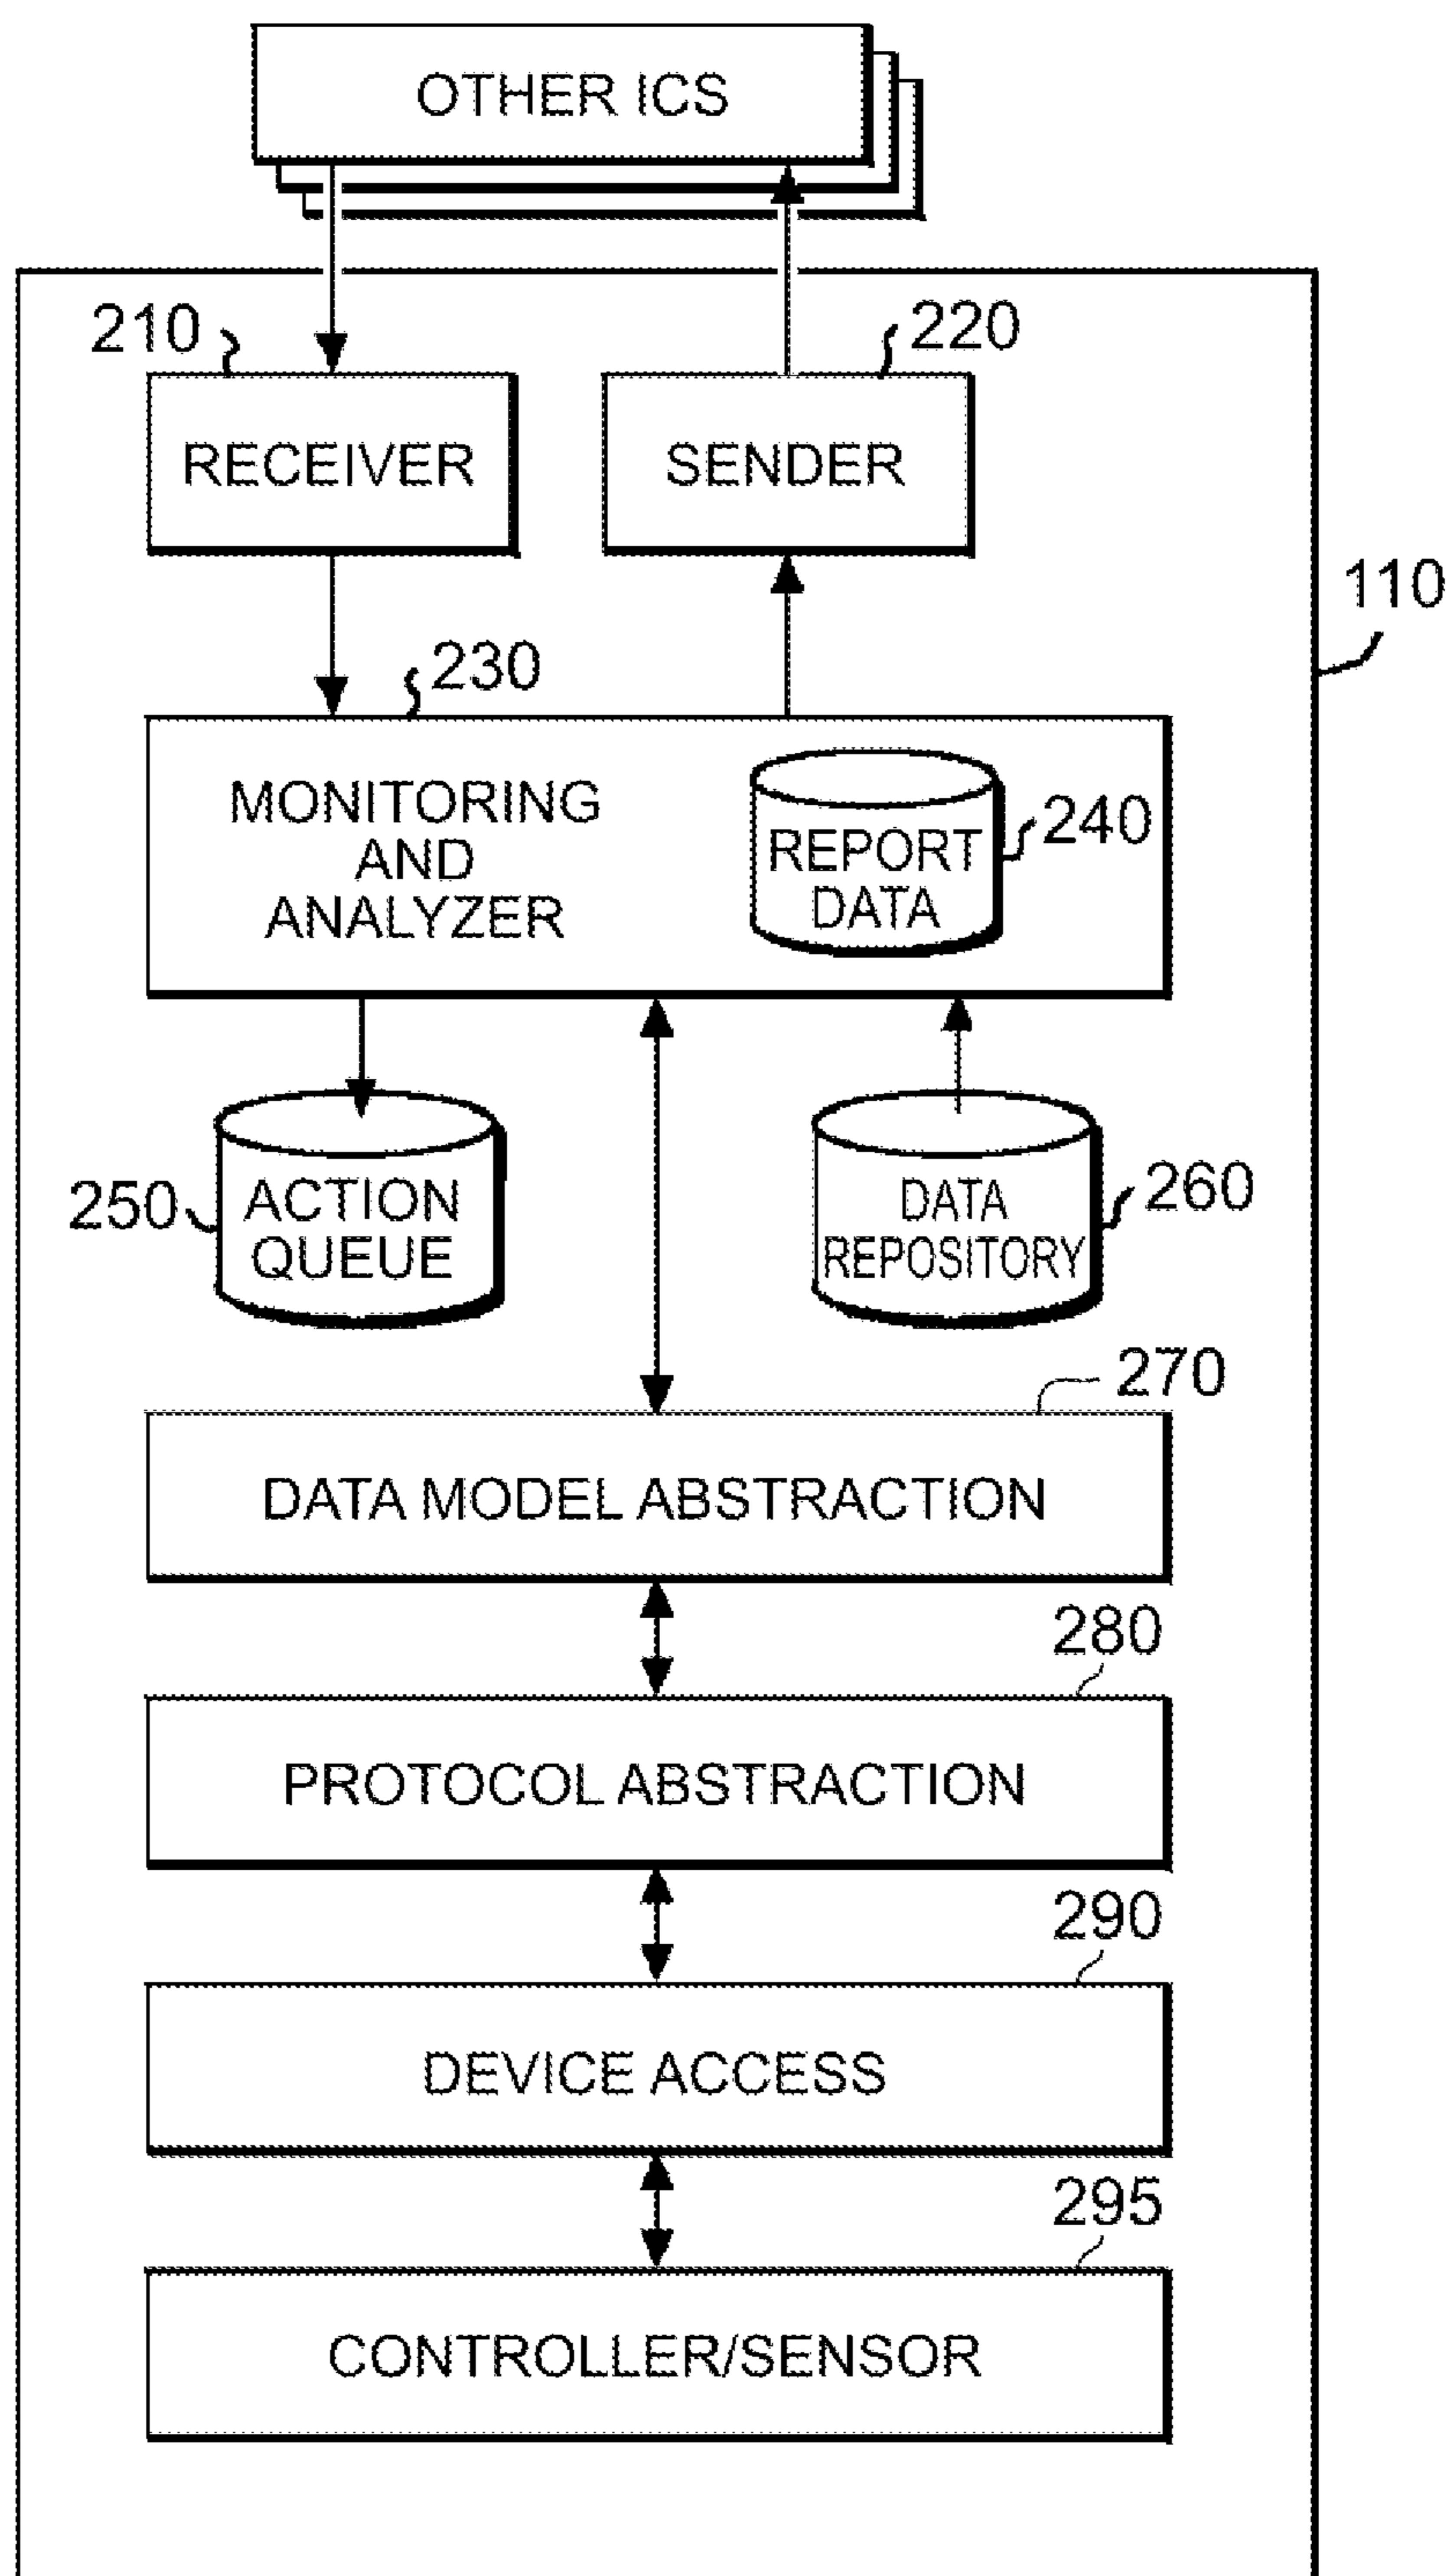 OTHER ICS
210
220
RECEIVER
SENDER
110
230
MONITORING
AND
ANALYZER
REPORT
DATA
240
250
ACTION
QUEUE
DATA
REPOSITORY
260
270
DATA MODEL ABSTRACTION
280
PROTOCOL ABSTRACTION
290
DEVICE ACCESS
295
CONTROLLER/SENSOR